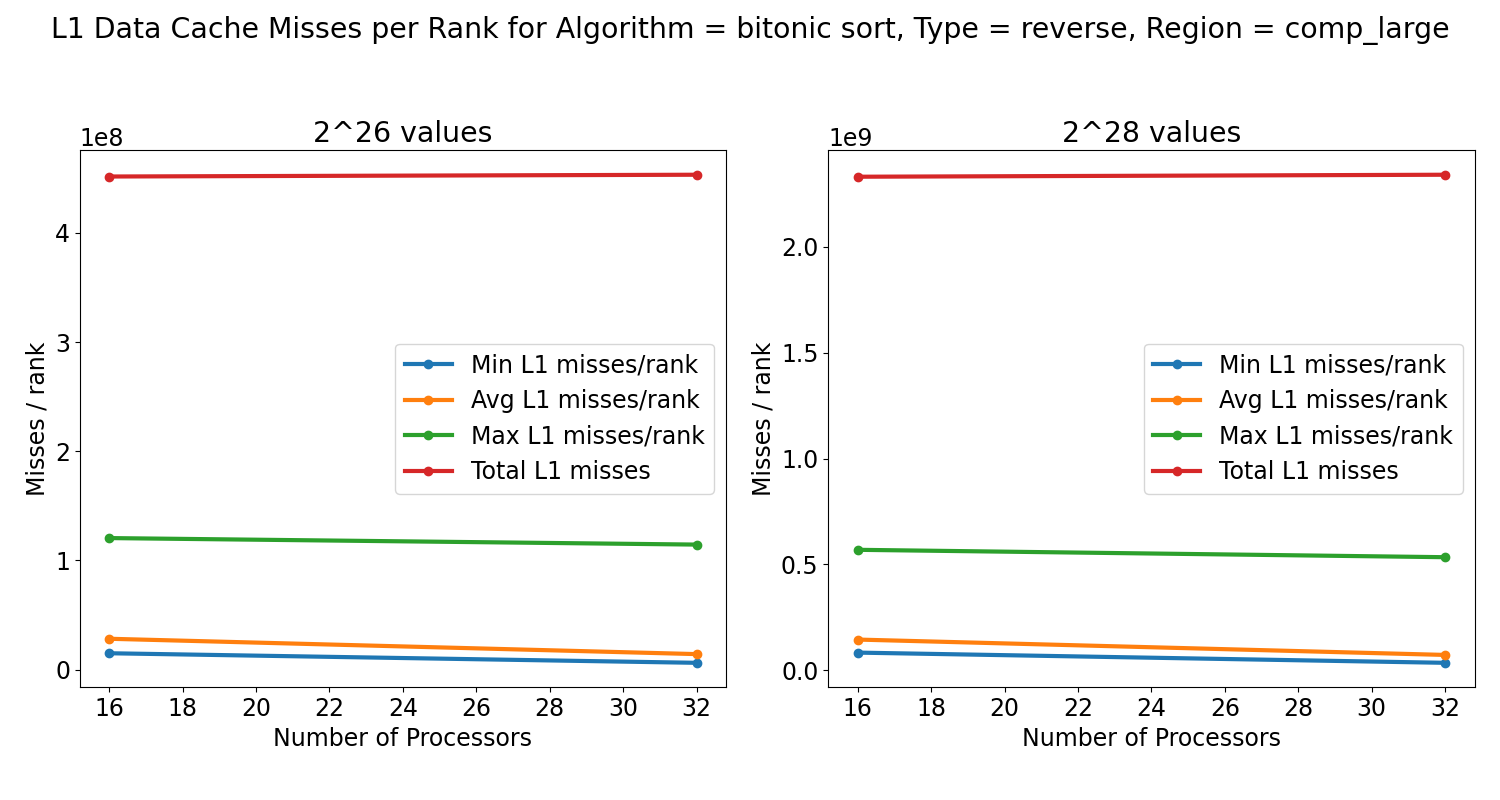 L1 Data Cache Misses per Rank for Algorithm = bitonic sort, Type = reverse, Region = comp_large
2^26 values
1e8
4
3
2
1
0
Misses / rank
Min L1 misses/rank
Avg L1 misses/rank
Max L1 misses/rank
Total L1 misses
16 18 20 22 24 26 28 30 32
Number of Processors
2^28 values
1e9
2.0
1.5
1.0
0.5
0.0
Misses / rank
Min L1 misses/rank
Avg L1 misses/rank
Max L1 misses/rank
Total L1 misses
16 18 20 22 24 26 28 30 32
Number of Processors